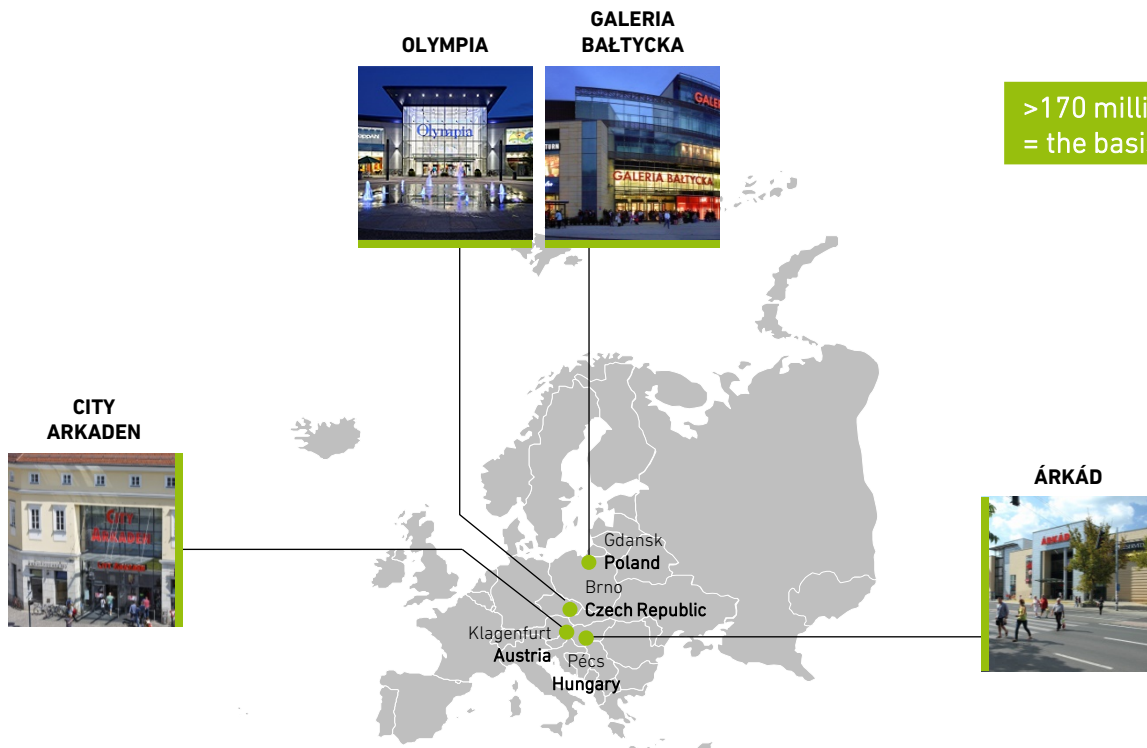 OLYMPIA
GALERIA
BAŁTYCKA
Olympia
GALERIA BAŁTYCKA
>170 milli
= the basi
CITY
ARKADEN
CITY
ARKADEN
ÁRKÁD
ÁRKÁD
Gdansk
Poland
Brno
Czech Republic
Klagenfurt
Austria
Pécs
Hungary